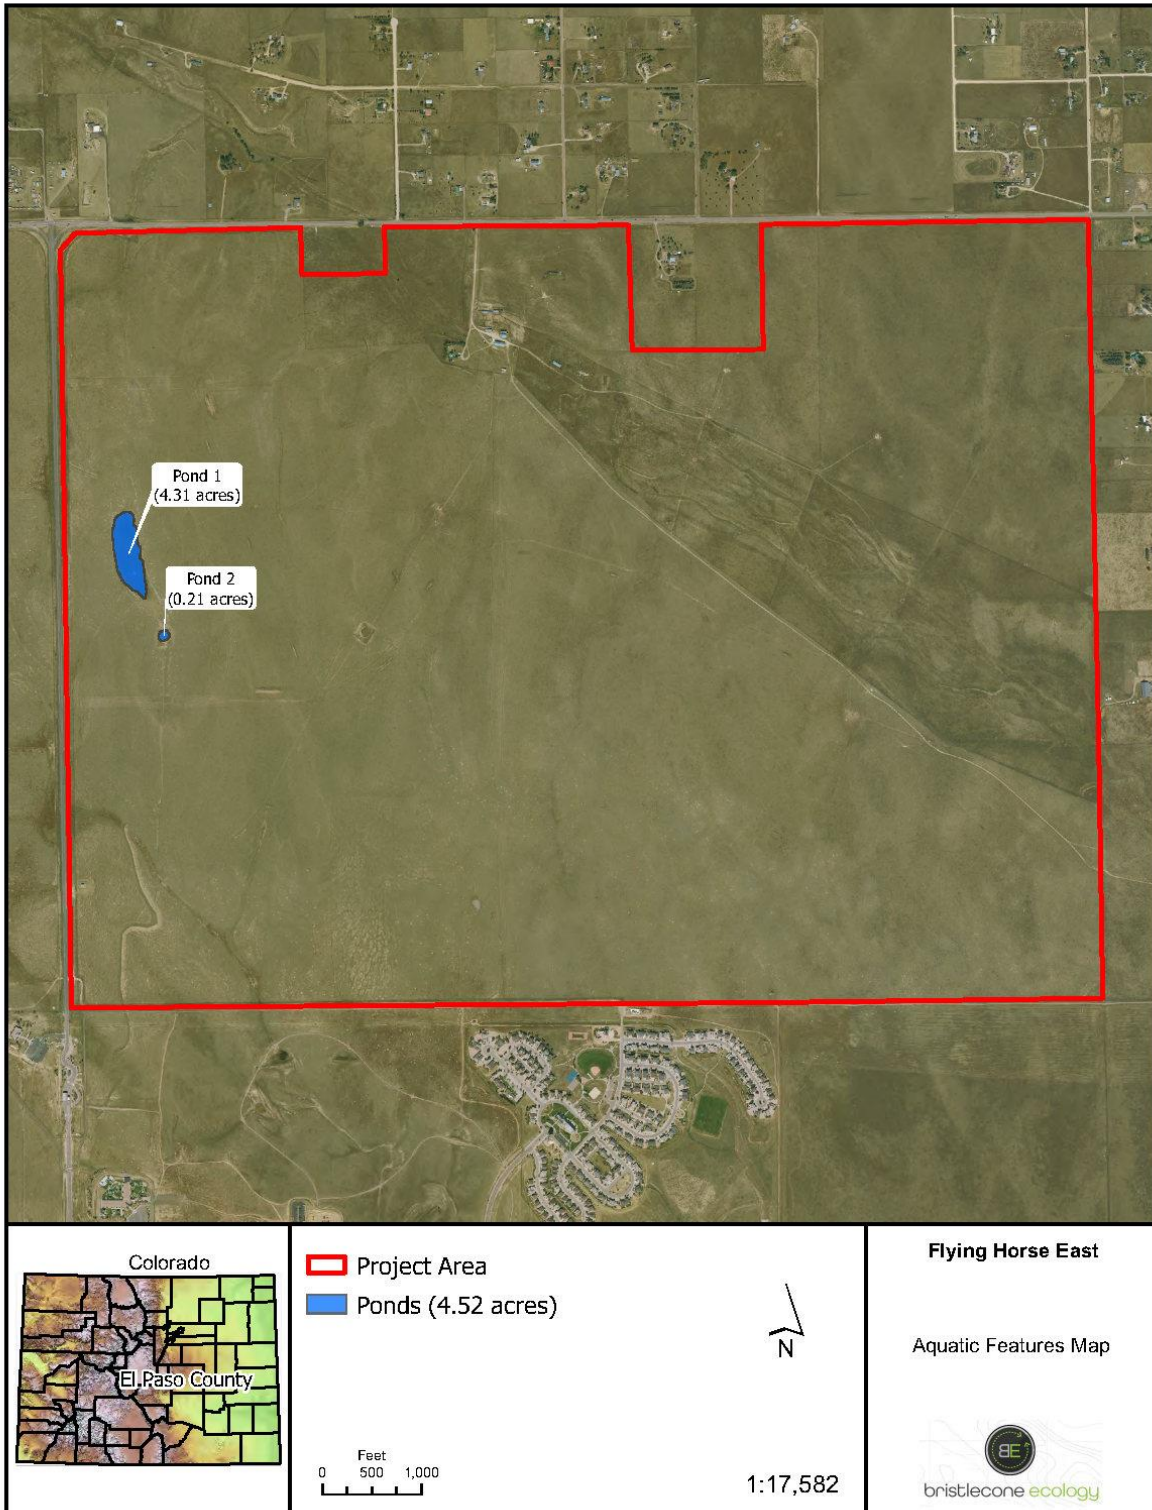 Pond 1
(4.31 acres)
Pond 2
(0.21 acres)
Colorado
El Paso County
Project Area
Ponds (4.52 acres)
N
Feet
0 500 1,000
1:17,582
Flying Horse East
Aquatic Features Map
BE
bristlecone ecology